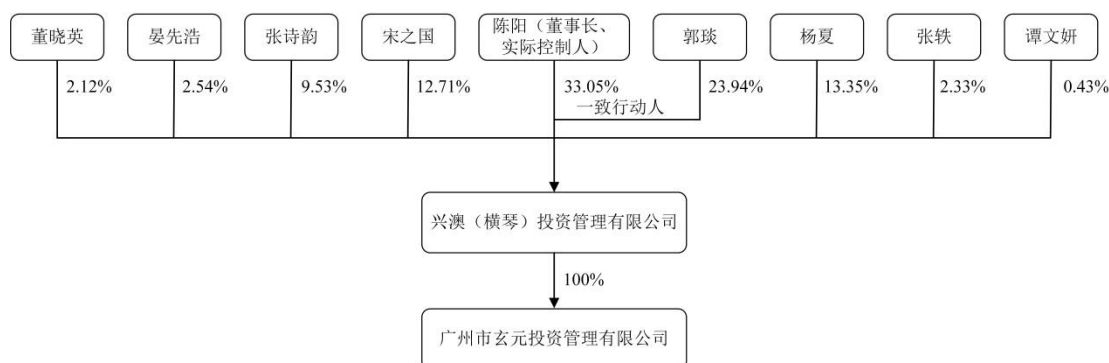 董晓英
晏先浩
张诗韵
宋之国
陈阳（董事长、
实际控制人）
郭琰
杨夏
张轶
谭文妍
2.12%
2.54%
9.53%
12.71%
33.05%
23.94%
13.35%
2.33%
0.43%
一致行动人
兴澳（横琴）投资管理有限公司
100%
广州市玄元投资管理有限公司